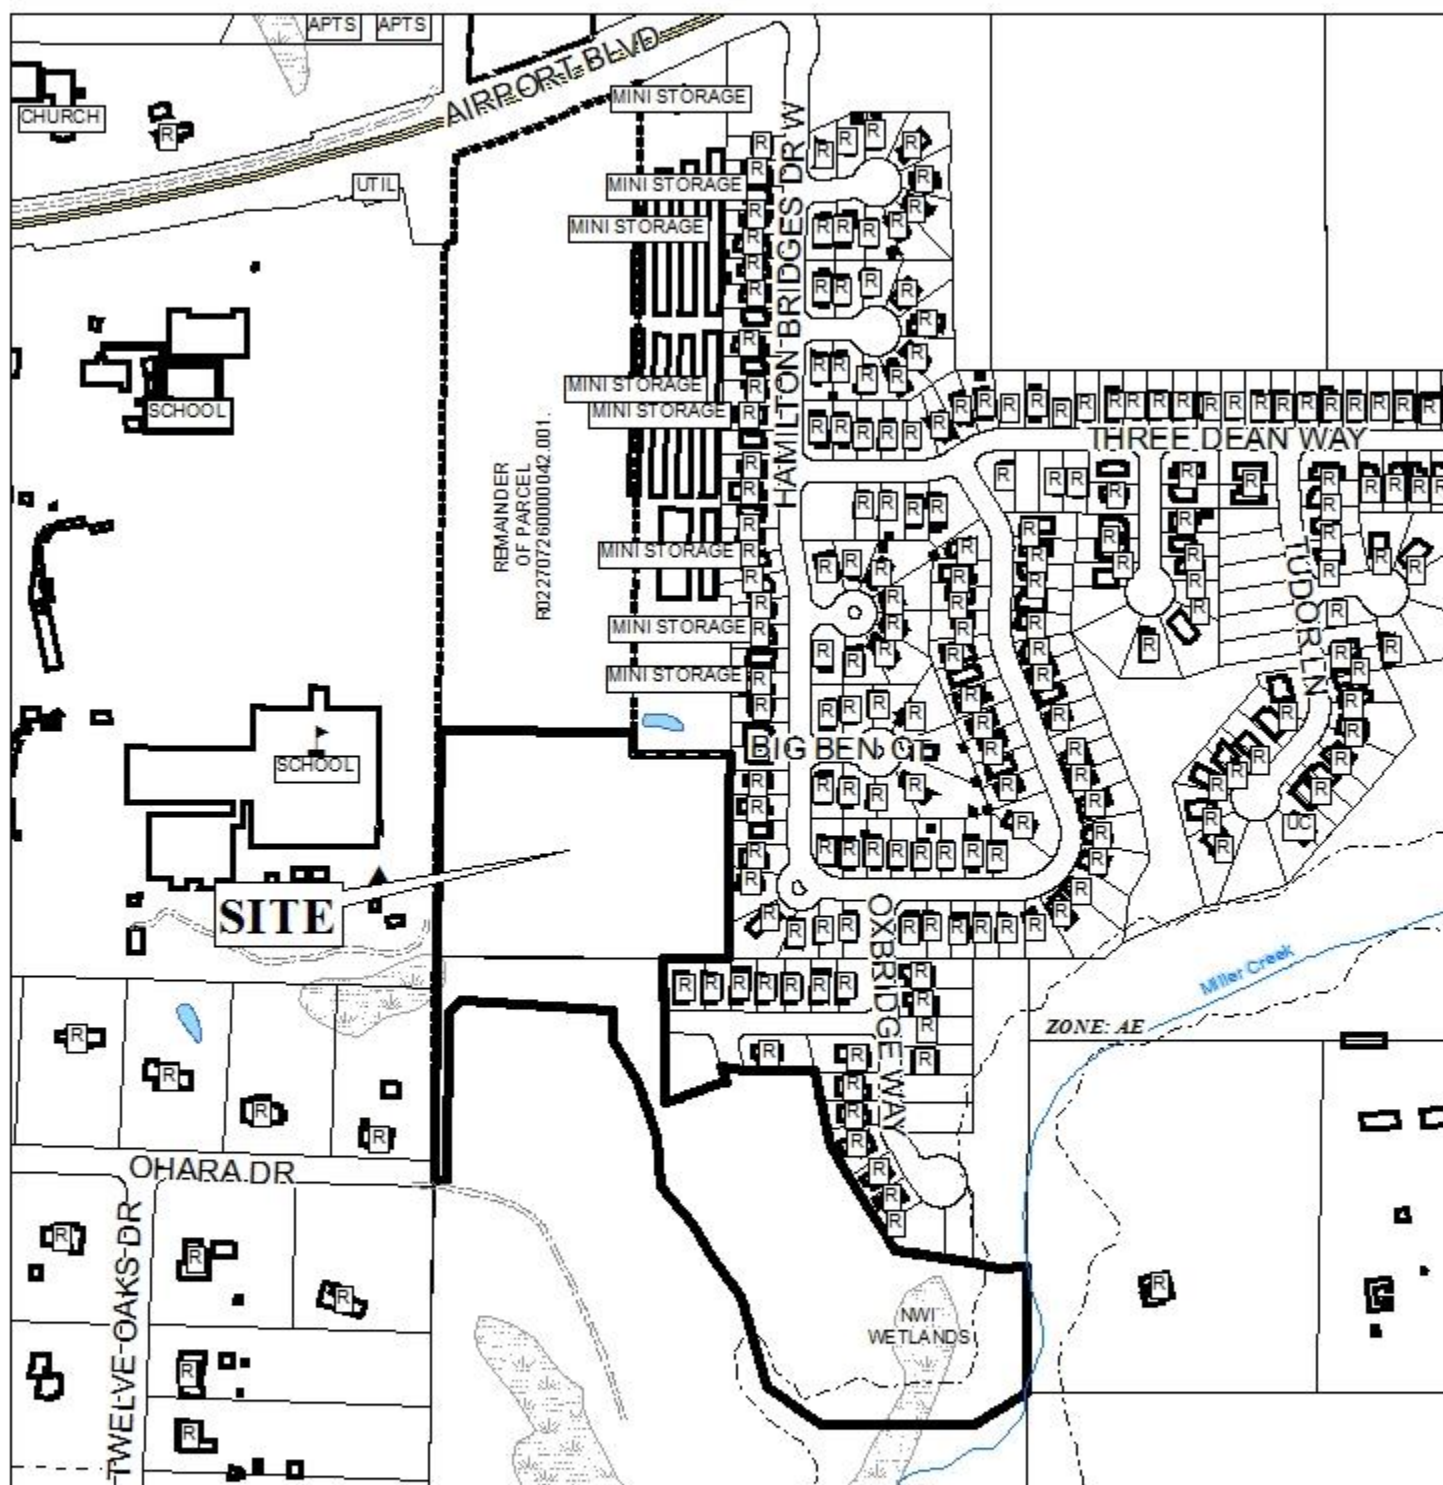 APTS
APTS
AIRPORT BLVD
CHURCH
R
UTIL
MINI STORAGE
MINI STORAGE
MINI STORAGE
HAMILTON BRIDGES DR W
SCHOOL
MINI STORAGE
MINI STORAGE
REMAINDER
OF PARCEL
R022707260000042.001.
THREE DEAN WAY
MINI STORAGE
TUDOR LN
MINI STORAGE
MINI STORAGE
BIG BEN CT
SCHOOL
UC
SITE
OXBRIDGE WAY
Miller Creek
ZONE: AE
OHARA DR
TWELVE OAKS DR
NWI
WETLANDS